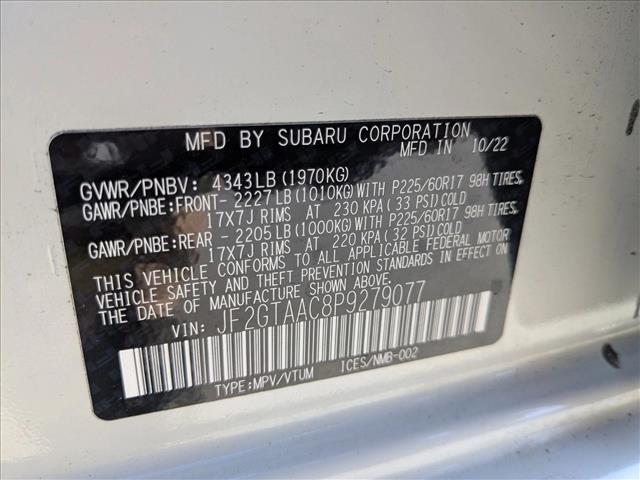 MFD BY SUBARU CORPORATION
MFD IN 10/22
GVWR/PNBV: 4343LB (1970KG)
GAWR/PNBE:FRONT- 2227LB (1010KG) WITH P225/60R17 98H TIRES,
17X7J RIMS AT 230 KPA (33 PSI) COLD
GAWR/PNBE:REAR - 2205LB (1000KG) WITH P225/60R17 98H TIRES,
17X7J RIMS AT 220 KPA (32 PSI) COLD
THIS VEHICLE CONFORMS TO ALL APPLICABLE FEDERAL MOTOR
VEHICLE SAFETY AND THEFT PREVENTION STANDARDS IN EFFECT
ON THE DATE OF MANUFACTURE SHOWN ABOVE.
VIN: JF2GTAAC8P9279077
TYPE:MPV/VTUM ICES/NMB-002